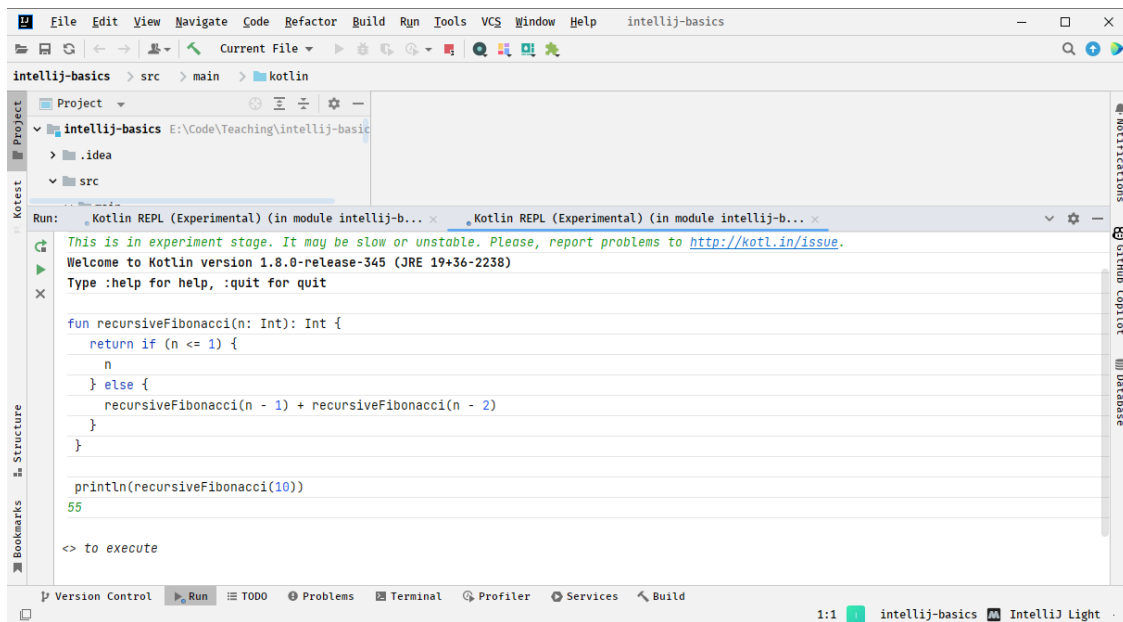 File Edit View Navigate Code Refactor Build Run Tools VCS Window Help intellij-basics
Current File
intellij-basics > src > main > kotlin
Project
Project
intellij-basics E:\Code\Teaching\intellij-basic
.idea
src
Notifications
Kotest
Run: Kotlin REPL (Experimental) (in module intellij-b... Kotlin REPL (Experimental) (in module intellij-b...
This is in experiment stage. It may be slow or unstable. Please, report problems to http://kotl.in/issue.
Welcome to Kotlin version 1.8.0-release-345 (JRE 19+36-2238)
Type :help for help, :quit for quit
GitHub Copilot
fun recursiveFibonacci(n: Int): Int {
return if (n <= 1) {
n
} else {
recursiveFibonacci(n - 1) + recursiveFibonacci(n - 2)
}
}
Database
Structure
println(recursiveFibonacci(10))
55
Bookmarks
<> to execute
Version Control Run TODO Problems Terminal Profiler Services Build
1:1 intellij-basics IntelliJ Light